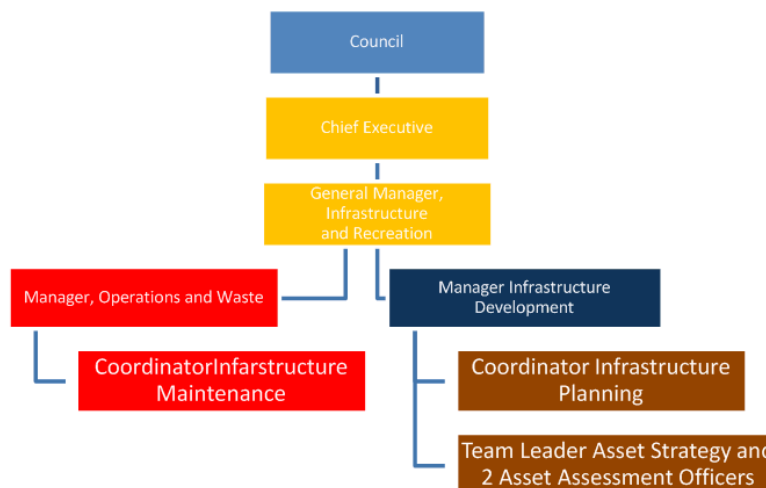 Council
Chief Executive
General Manager,
Infrastructure
and Recreation
Manager, Operations and Waste
Manager Infrastructure
Development
CoordinatorInfarstructure
Maintenance
Coordinator Infrastructure
Planning
Team Leader Asset Strategy and
2 Asset Assessment Officers